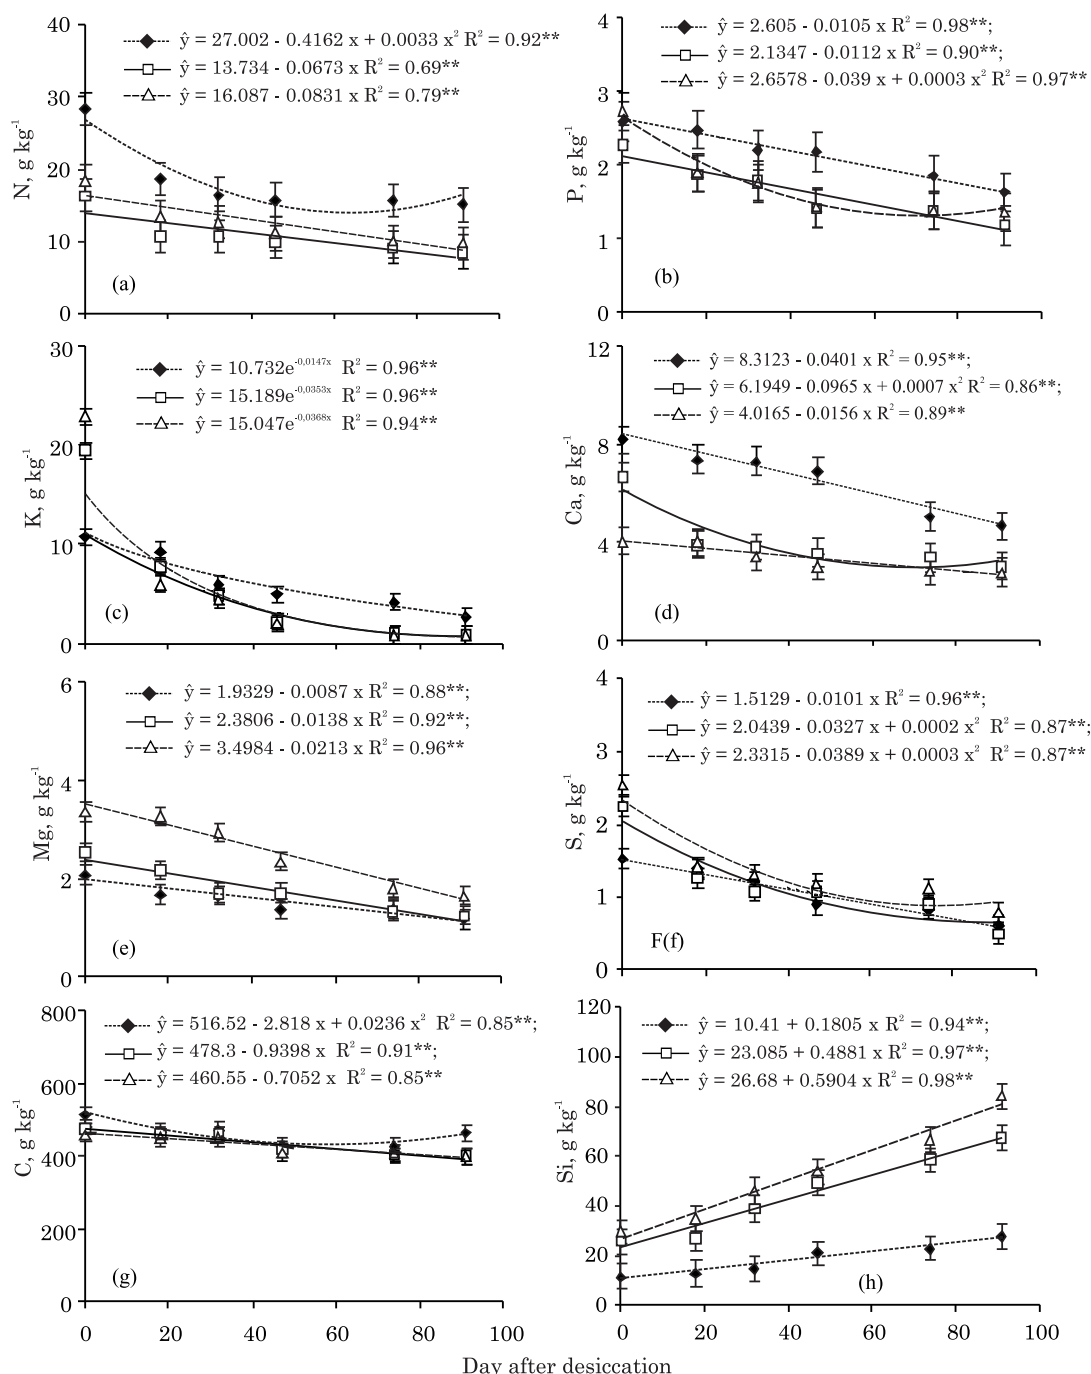 40
30
20
10
0
N, g kg-1
ŷ = 27.002 - 0.4162 x + 0.0033 x² R² = 0.92**
ŷ = 13.734 - 0.0673 x R² = 0.69**
ŷ = 16.087 - 0.0831 x R² = 0.79**
(a)
4
3
2
1
0
P, g kg-1
ŷ = 2.605 - 0.0105 x R² = 0.98**;
ŷ = 2.1347 - 0.0112 x R² = 0.90**;
ŷ = 2.6578 - 0.039 x + 0.0003 x² R² = 0.97**
(b)
30
20
10
0
K, g kg-1
ŷ = 10.732e-0,0147x R² = 0.96**
ŷ = 15.189e-0,0353x R² = 0.96**
ŷ = 15.047e-0,0368x R² = 0.94**
(c)
12
8
4
0
Ca, g kg-1
ŷ = 8.3123 - 0.0401 x R² = 0.95**;
ŷ = 6.1949 - 0.0965 x + 0.0007 x² R² = 0.86**;
ŷ = 4.0165 - 0.0156 x R² = 0.89**
(d)
6
4
2
0
Mg, g kg-1
ŷ = 1.9329 - 0.0087 x R² = 0.88**;
ŷ = 2.3806 - 0.0138 x R² = 0.92**;
ŷ = 3.4984 - 0.0213 x R² = 0.96**
(e)
4
3
2
1
0
S, g kg-1
ŷ = 1.5129 - 0.0101 x R² = 0.96**;
ŷ = 2.0439 - 0.0327 x + 0.0002 x² R² = 0.87**;
ŷ = 2.3315 - 0.0389 x + 0.0003 x² R² = 0.87**
F(f)
800
600
400
200
0
C, g kg-1
ŷ = 516.52 - 2.818 x + 0.0236 x² R² = 0.85**;
ŷ = 478.3 - 0.9398 x R² = 0.91**;
ŷ = 460.55 - 0.7052 x R² = 0.85**
(g)
0 20 40 60 80 100
120
100
80
60
40
20
0
Si, g kg-1
ŷ = 10.41 + 0.1805 x R² = 0.94**;
ŷ = 23.085 + 0.4881 x R² = 0.97**;
ŷ = 26.68 + 0.5904 x R² = 0.98**
(h)
0 20 40 60 80 100
Day after desiccation